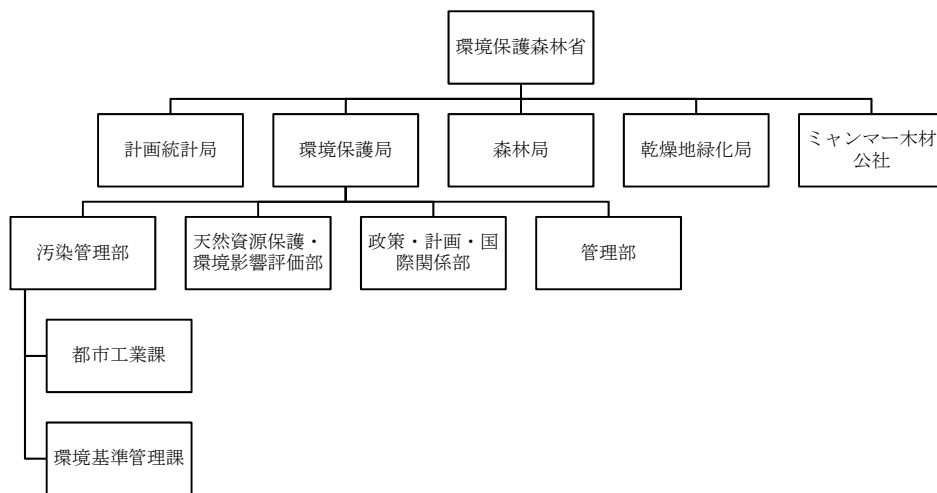 環境保護森林省
計画統計局
環境保護局
森林局
乾燥地緑化局
ミャンマー木材
公社
汚染管理部
天然資源保護・
環境影響評価部
政策・計画・国
際関係部
管理部
都市工業課
環境基準管理課